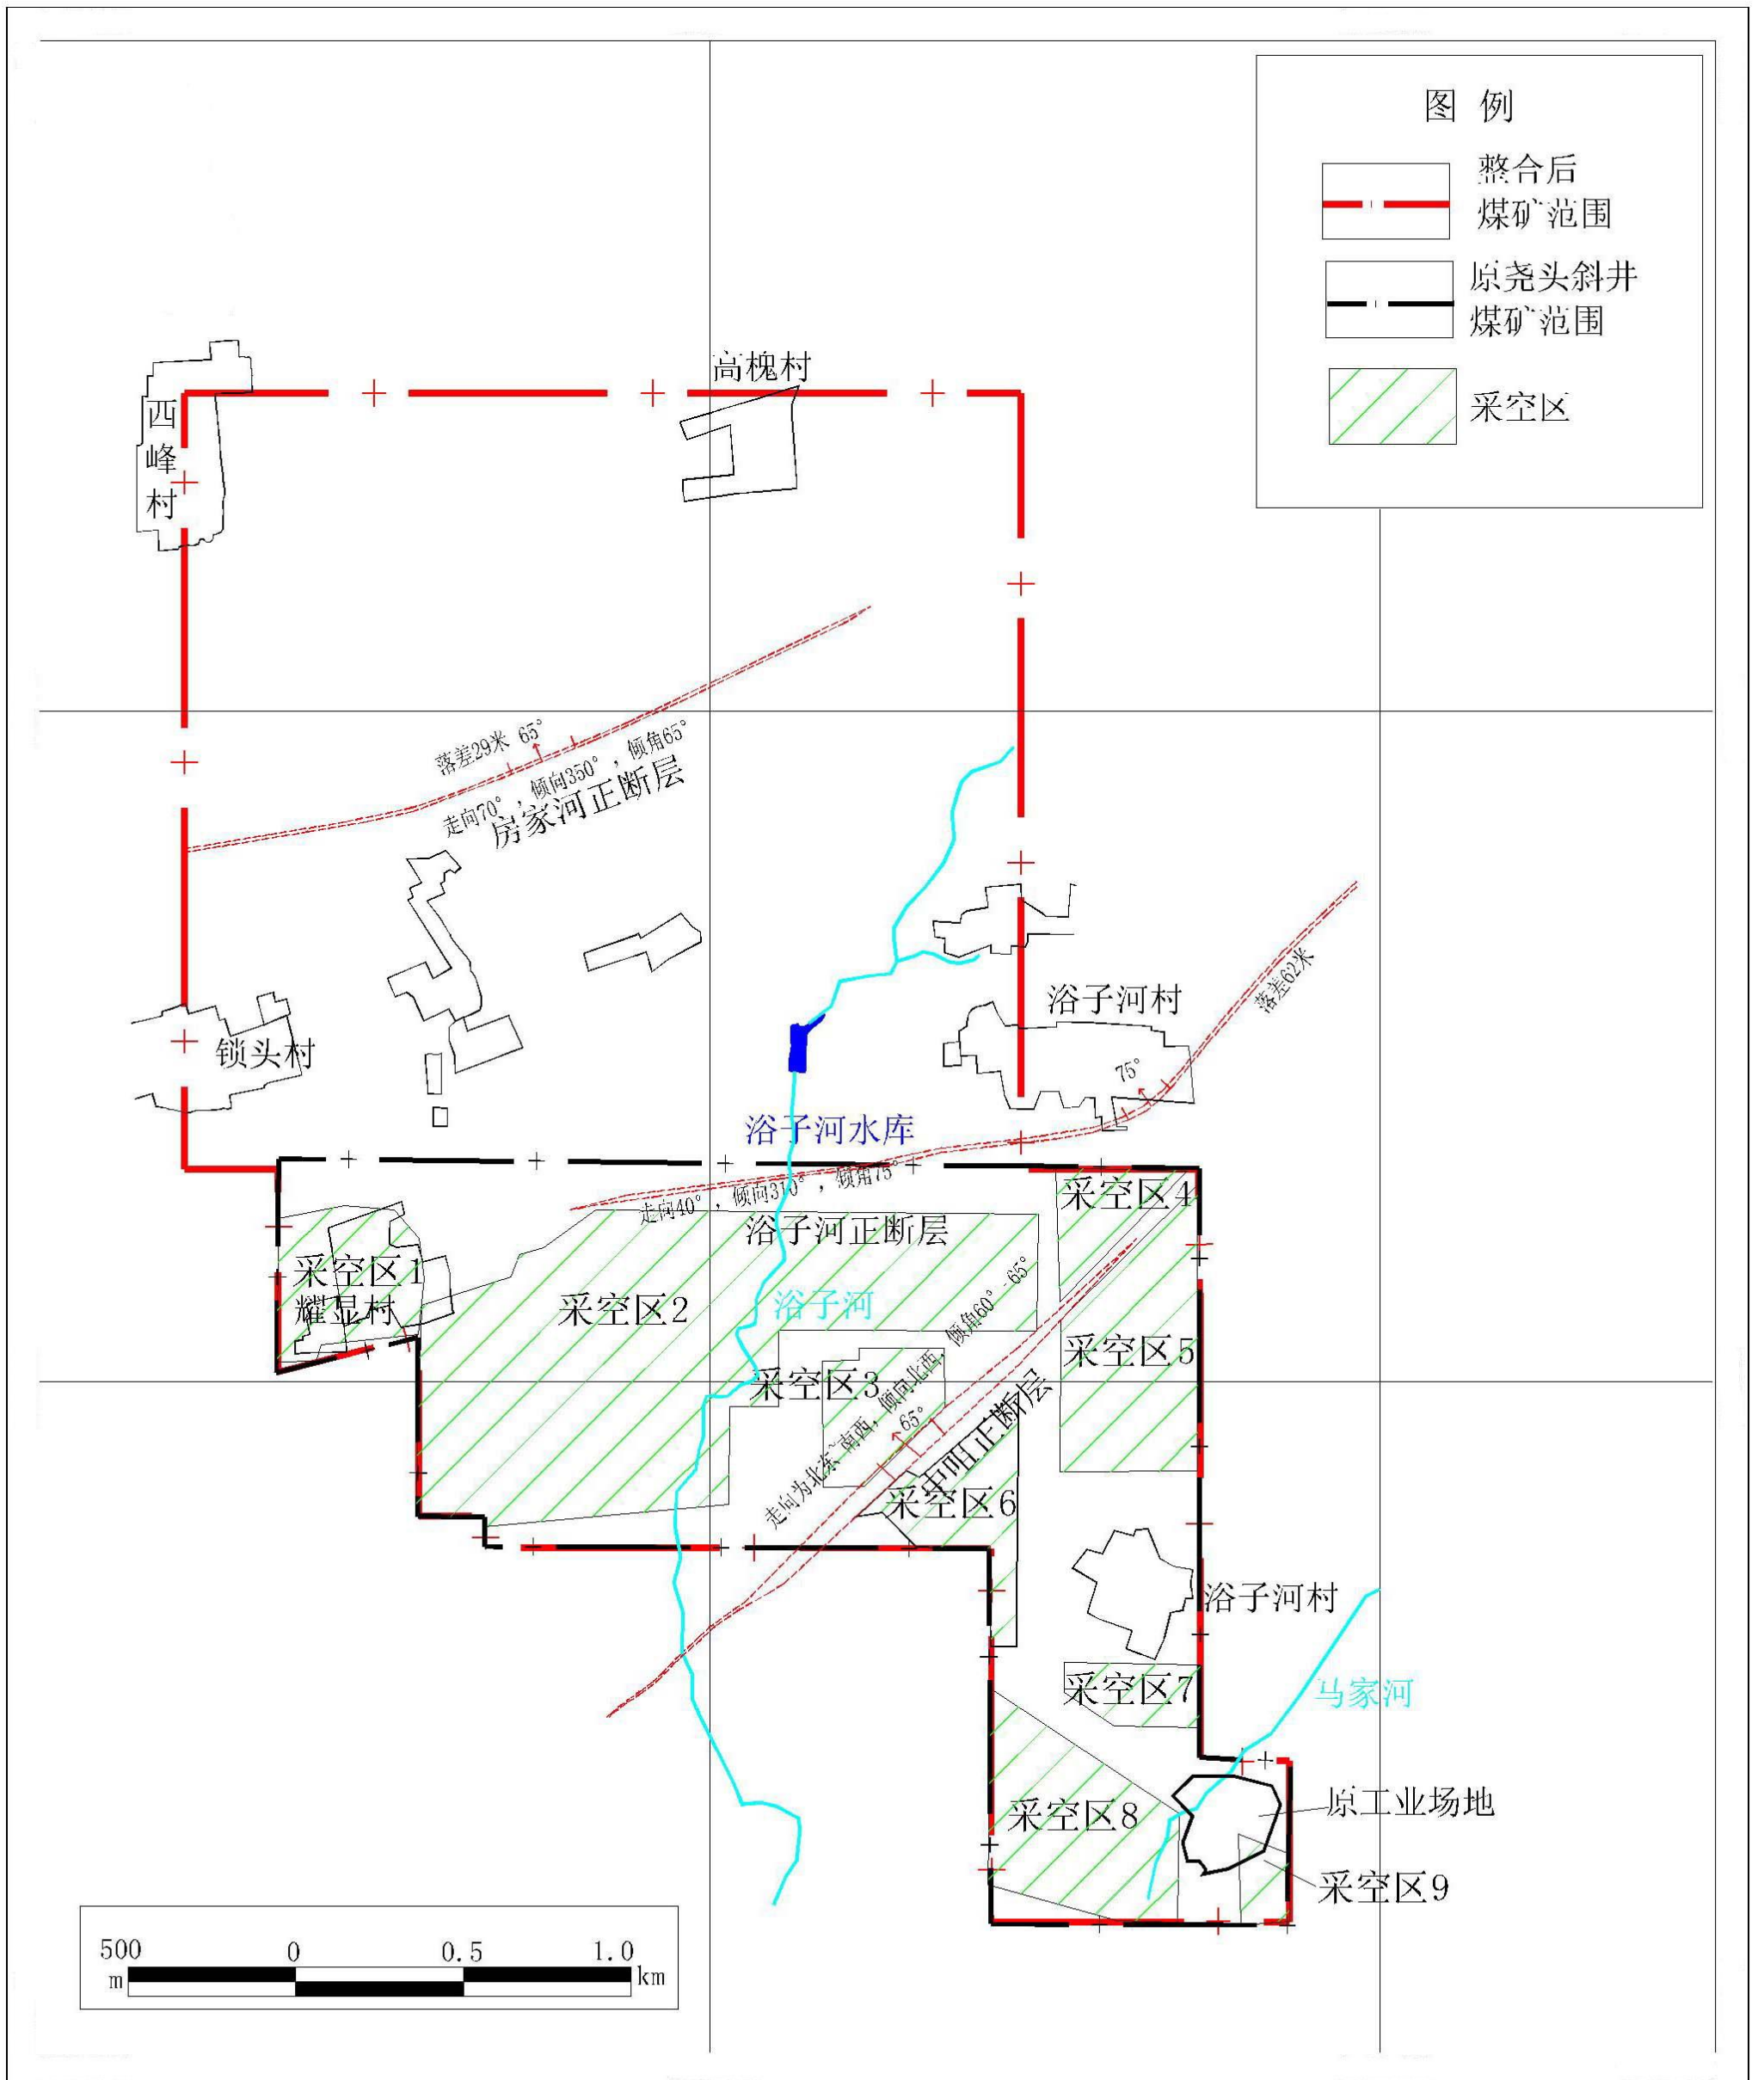 图 例
整合后
煤矿范围
原尧头斜井
煤矿范围
采空区
高槐村
西
峰
村
落差29米 65°
走向70°，倾向350°，倾角65°
房家河正断层
落差62米
浴子河村
锁头村
75°
浴子河水库
走向40°，倾向310°，倾角75°
采空区4
浴子河正断层
采空区1
耀显村
采空区2
浴子河
采空区5
采空区3
走向为北东~南西，倾向北西，倾角60°-65°
65°
中阳正断层
采空区6
浴子河村
采空区7
马家河
原工业场地
采空区8
采空区9
500 0 0.5 1.0
m km